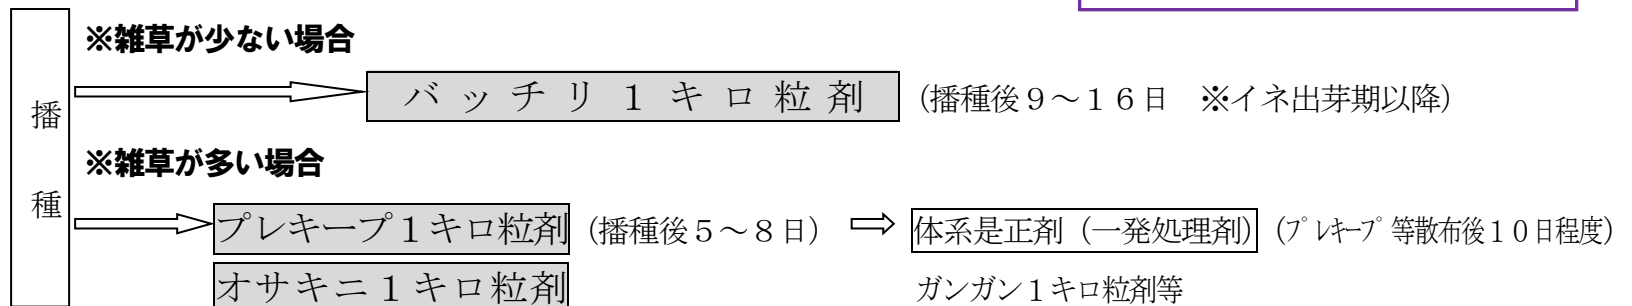 播種
※雑草が少ない場合
バッチリ１キロ粒剤 (播種後９～１６日　※イネ出芽期以降)
※雑草が多い場合
プレキープ１キロ粒剤 (播種後５～８日) ⇨ 体系是正剤（一発処理剤） (ﾌﾟﾚｷｰﾌﾟ等散布後１０日程度)
オサキニ１キロ粒剤 ガンガン１キロ粒剤等